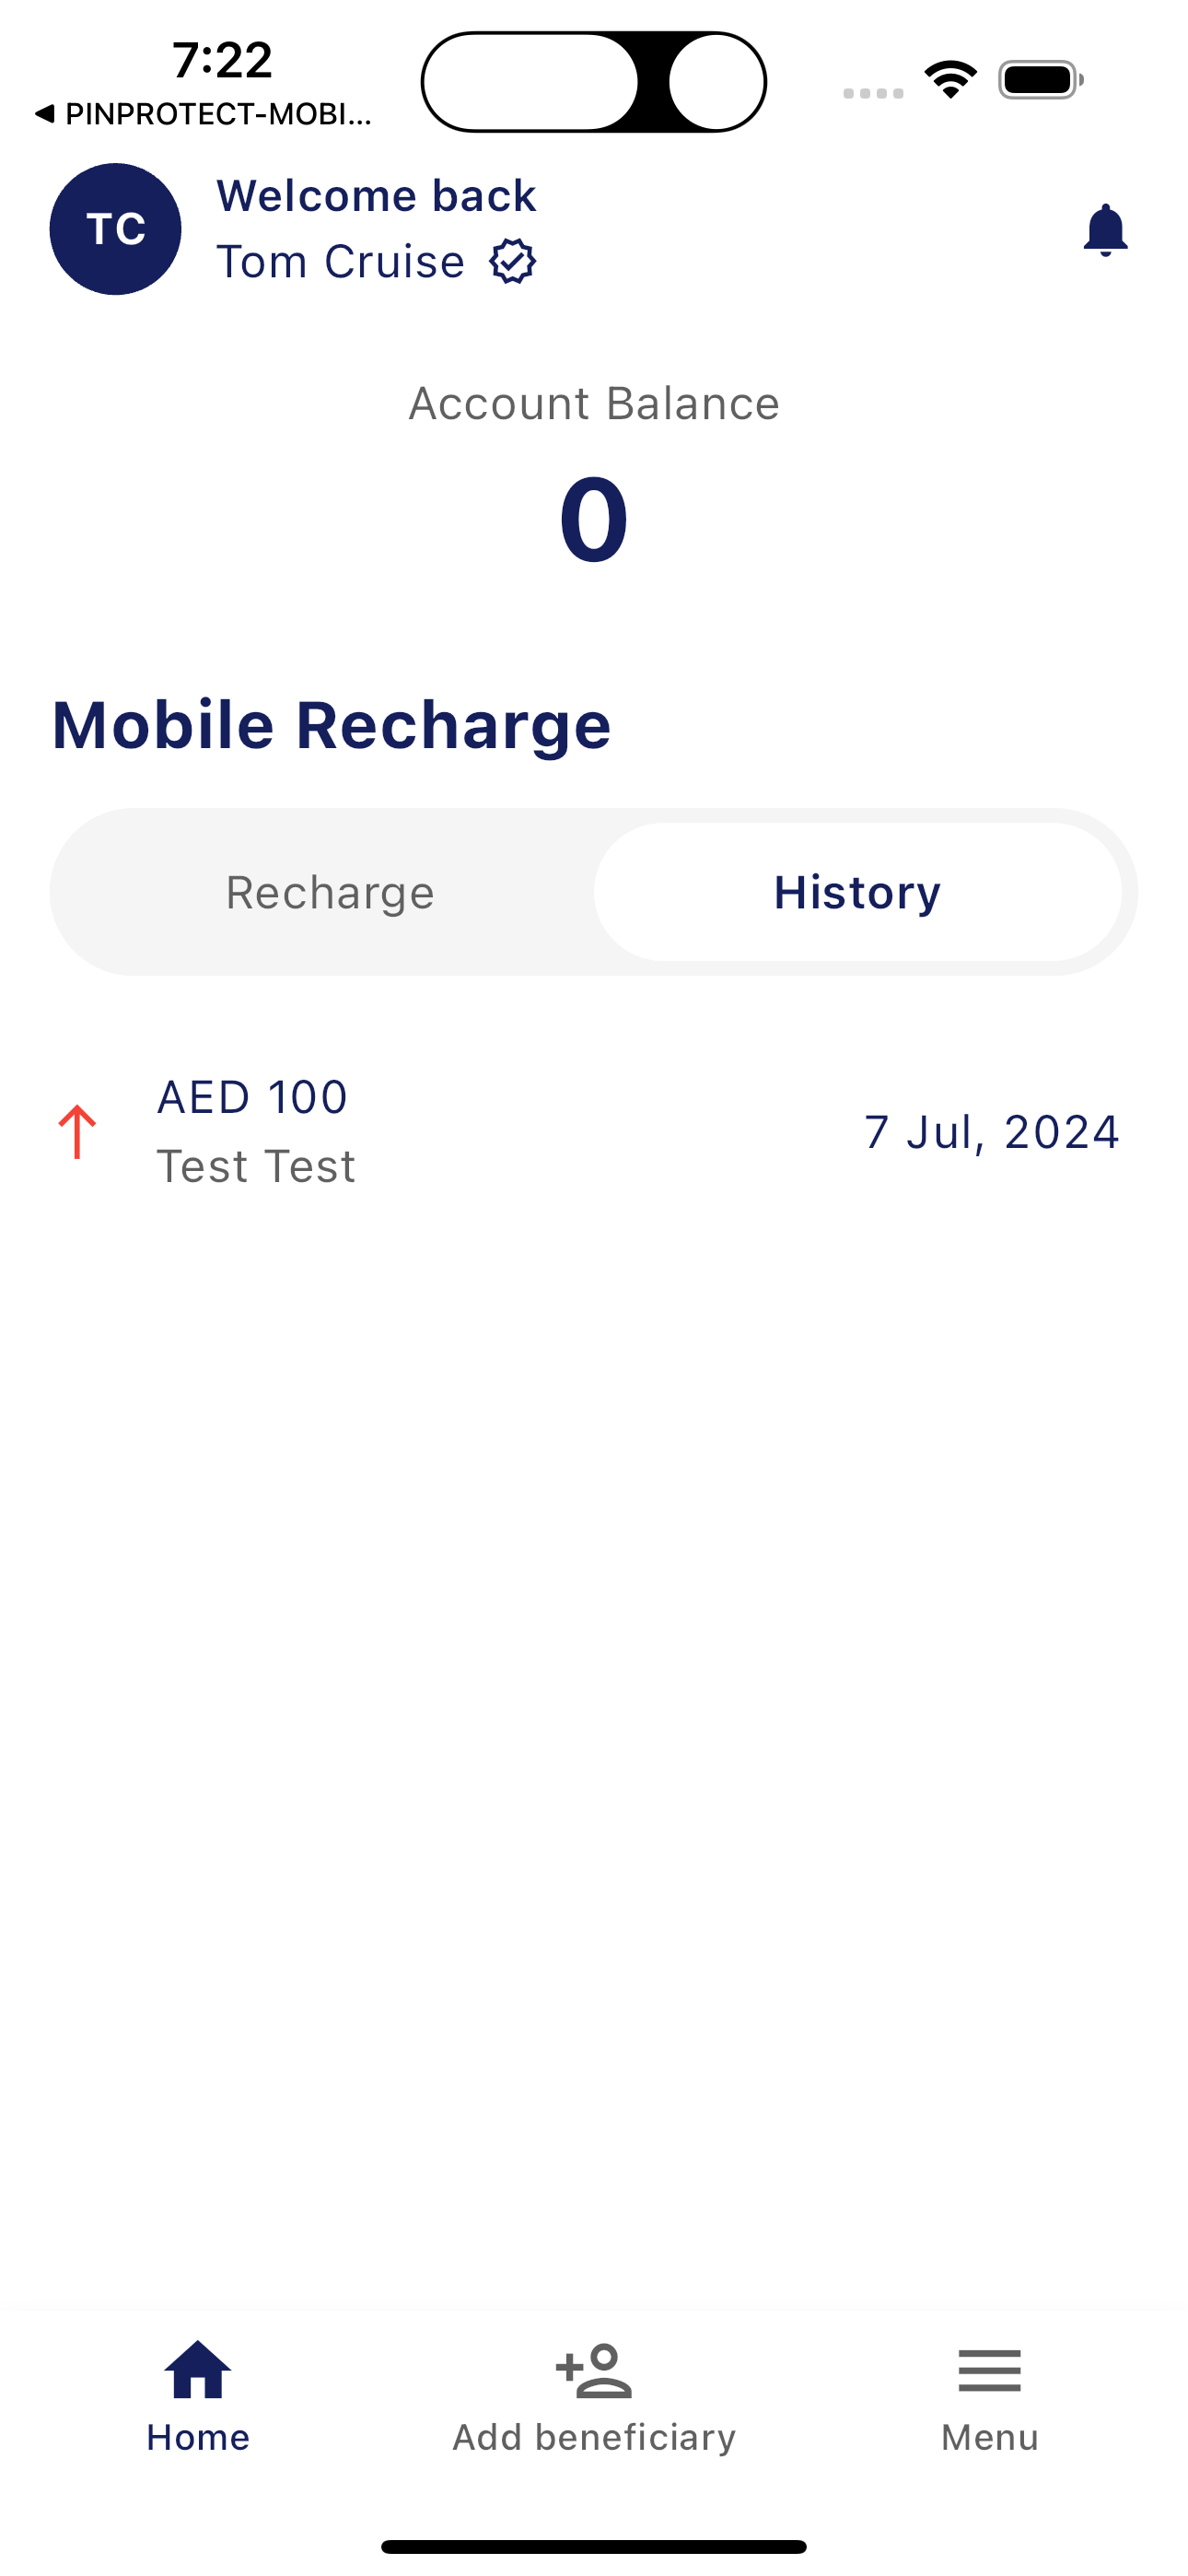 7:22
◀ PINPROTECT-MOBI...
TC
Welcome back
Tom Cruise
Account Balance
0
Mobile Recharge
Recharge
History
AED 100
Test Test
7 Jul, 2024
Home
Add beneficiary
Menu